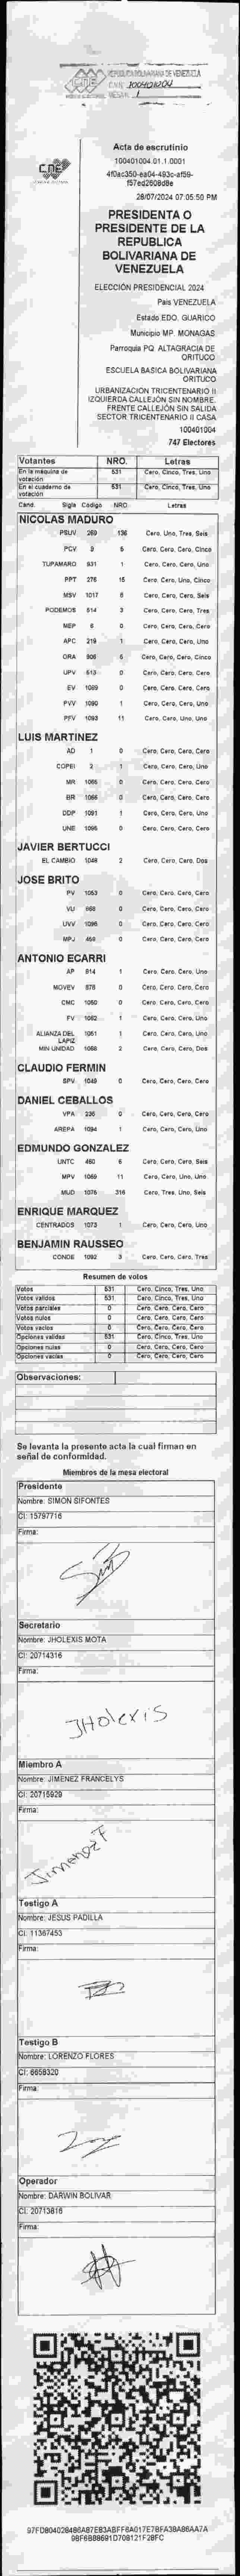 CNE
REPÚBLICA BOLIVARIANA DE VENEZUELA
CNE
Acta de escrutinio
100401004.01.1.0001
4f0ac350-ea04-493c-af59-
f57ed2608d8e
28/07/2024 07:05:50 PM
PRESIDENTA O
PRESIDENTE DE LA
REPUBLICA
BOLIVARIANA DE
VENEZUELA
ELECCIÓN PRESIDENCIAL 2024
País VENEZUELA
Estado EDO. GUARICO
Municipio MP. MONAGAS
Parroquia PQ. ALTAGRACIA DE
ORITUCO
ESCUELA BASICA BOLIVARIANA
ORITUCO
URBANIZACION TRICENTENARIO II
IZQUIERDA CALLEJÓN SIN NOMBRE.
FRENTE CALLEJÓN SIN SALIDA
SECTOR TRICENTENARIO II CASA
100401004
747 Electores
Votantes NRO. Letras
En la máquina de votación 531 Cero, Cinco, Tres, Uno
En el cuaderno de votación 531 Cero, Cinco, Tres, Uno
Cand. Sigla Codigo NRO. Letras
NICOLAS MADURO
PSUV 269 136 Cero, Uno, Tres, Seis
PCV 9 5 Cero, Cero, Cero, Cinco
TUPAMARO 931 1 Cero, Cero, Cero, Uno
PPT 276 15 Cero, Cero, Uno, Cinco
MSV 1017 6 Cero, Cero, Cero, Seis
PODEMOS 514 3 Cero, Cero, Cero, Tres
MEP 6 0 Cero, Cero, Cero, Cero
APC 219 1 Cero, Cero, Cero, Uno
ORA 906 5 Cero, Cero, Cero, Cinco
UPV 513 0 Cero, Cero, Cero, Cero
EV 1089 0 Cero, Cero, Cero, Cero
PVV 1090 1 Cero, Cero, Cero, Uno
PFV 1093 11 Cero, Cero, Uno, Uno
LUIS MARTINEZ
AD 1 0 Cero, Cero, Cero, Cero
COPEI 2 1 Cero, Cero, Cero, Uno
MR 1065 0 Cero, Cero, Cero, Cero
BR 1066 0 Cero, Cero, Cero, Cero
DDP 1091 1 Cero, Cero, Cero, Uno
UNE 1095 0 Cero, Cero, Cero, Cero
JAVIER BERTUCCI
EL CAMBIO 1048 2 Cero, Cero, Cero, Dos
JOSE BRITO
PV 1053 0 Cero, Cero, Cero, Cero
VU 968 0 Cero, Cero, Cero, Cero
UVV 1096 0 Cero, Cero, Cero, Cero
MPJ 459 0 Cero, Cero, Cero, Cero
ANTONIO ECARRI
AP 914 1 Cero, Cero, Cero, Uno
MOVEV 978 0 Cero, Cero, Cero, Cero
CMC 1050 0 Cero, Cero, Cero, Cero
FV 1052 1 Cero, Cero, Cero, Uno
ALIANZA DEL LAPIZ 1051 1 Cero, Cero, Cero, Uno
MIN UNIDAD 1068 2 Cero, Cero, Cero, Dos
CLAUDIO FERMIN
SPV 1049 0 Cero, Cero, Cero, Cero
DANIEL CEBALLOS
VPA 236 0 Cero, Cero, Cero, Cero
AREPA 1094 1 Cero, Cero, Cero, Uno
EDMUNDO GONZALEZ
UNTC 460 6 Cero, Cero, Cero, Seis
MPV 1069 11 Cero, Cero, Uno, Uno
MUD 1076 316 Cero, Tres, Uno, Seis
ENRIQUE MARQUEZ
CENTRADOS 1073 1 Cero, Cero, Cero, Uno
BENJAMIN RAUSSEO
CONDE 1092 3 Cero, Cero, Cero, Tres
Resumen de votos
Votos 531 Cero, Cinco, Tres, Uno
Votos validos 531 Cero, Cinco, Tres, Uno
Votos parciales 0 Cero, Cero, Cero, Cero
Votos nulos 0 Cero, Cero, Cero, Cero
Votos vacíos 0 Cero, Cero, Cero, Cero
Opciones validas 531 Cero, Cinco, Tres, Uno
Opciones nulas 0 Cero, Cero, Cero, Cero
Opciones vacías 0 Cero, Cero, Cero, Cero
Observaciones:
Se levanta la presente acta la cual firman en
señal de conformidad.
Miembros de la mesa electoral
Presidente
Nombre: SIMON SIFONTES
CI: 15797716
Firma:
Secretario
Nombre: JHOLEXIS MOTA
CI: 20714316
Firma:
JHolexis
Miembro A
Nombre: JIMENEZ FRANCELYS
CI: 20715929
Firma:
Jimenez F
Testigo A
Nombre: JESUS PADILLA
CI: 11367453
Firma:
Testigo B
Nombre: LORENZO FLORES
CI: 6658320
Firma:
Operador
Nombre: DARWIN BOLIVAR
CI: 20713616
Firma: